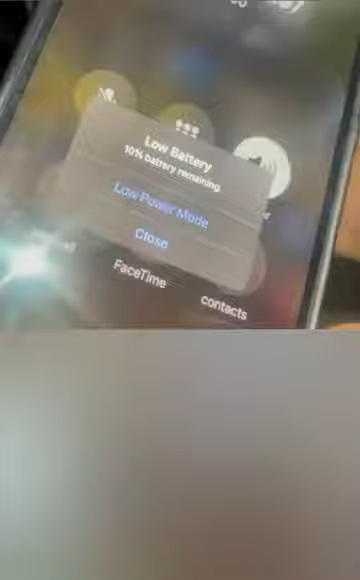 Low Battery
10% battery remaining.
Low Power Mode
Close
FaceTime
contacts